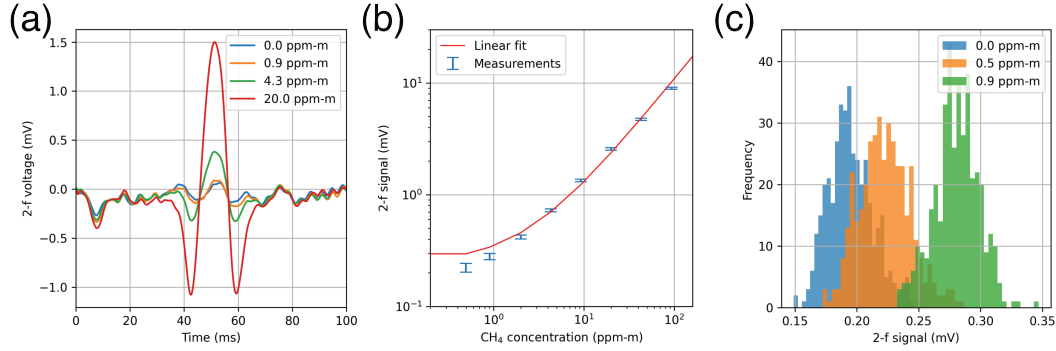 (a)
1.5
1.0
0.5
0.0
−0.5
−1.0
2-f voltage (mV)
0
20
40
60
80
100
Time (ms)
0.0 ppm-m
0.9 ppm-m
4.3 ppm-m
20.0 ppm-m
(b)
10¹
10⁰
10⁻¹
2-f signal (mV)
10⁰
10¹
10²
CH₄ concentration (ppm-m)
Linear fit
Measurements
(c)
40
30
20
10
0
Frequency
0.15
0.20
0.25
0.30
0.35
2-f signal (mV)
0.0 ppm-m
0.5 ppm-m
0.9 ppm-m